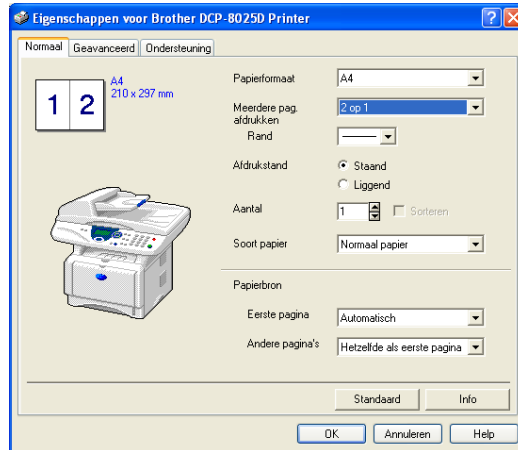 Eigenschappen voor Brother DCP-8025D Printer
Normaal Geavanceerd Ondersteuning
1 2
A4
210 x 297 mm
Papierformaat A4
Meerdere pag. afdrukken 2 op 1
Rand
Afdrukstand Staand
Liggend
Aantal 1 Sorteren
Soort papier Normaal papier
Papierbron
Eerste pagina Automatisch
Andere pagina's Hetzelfde als eerste pagina
Standaard Info
OK Annuleren Help